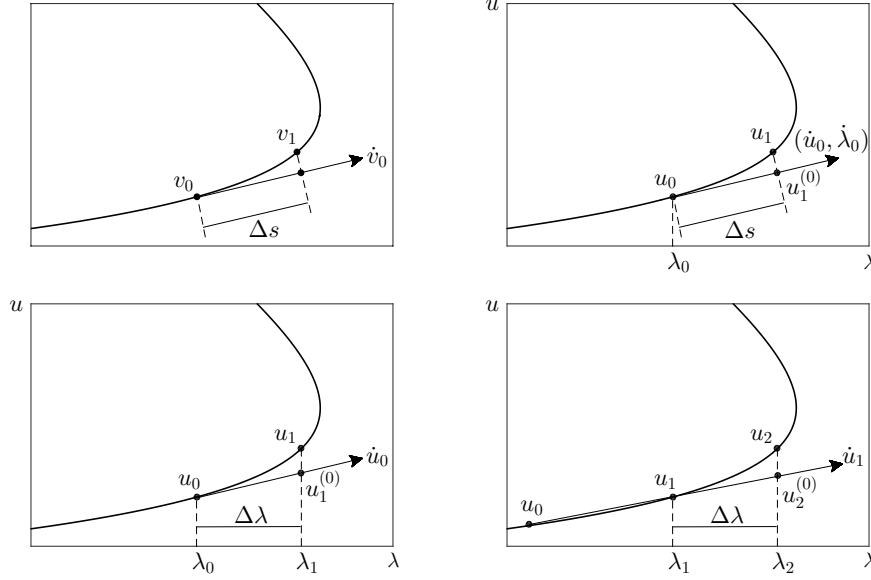 v̇₀
v₁
v₀
Δs
u
(u̇₀, λ̇₀)
u₁
u₁⁽⁰⁾
u₀
Δs
λ₀
λ
u
u̇₀
u₁
u₁⁽⁰⁾
u₀
Δλ
λ₀
λ₁
λ
u
u̇₁
u₂
u₂⁽⁰⁾
u₁
u₀
Δλ
λ₁
λ₂
λ